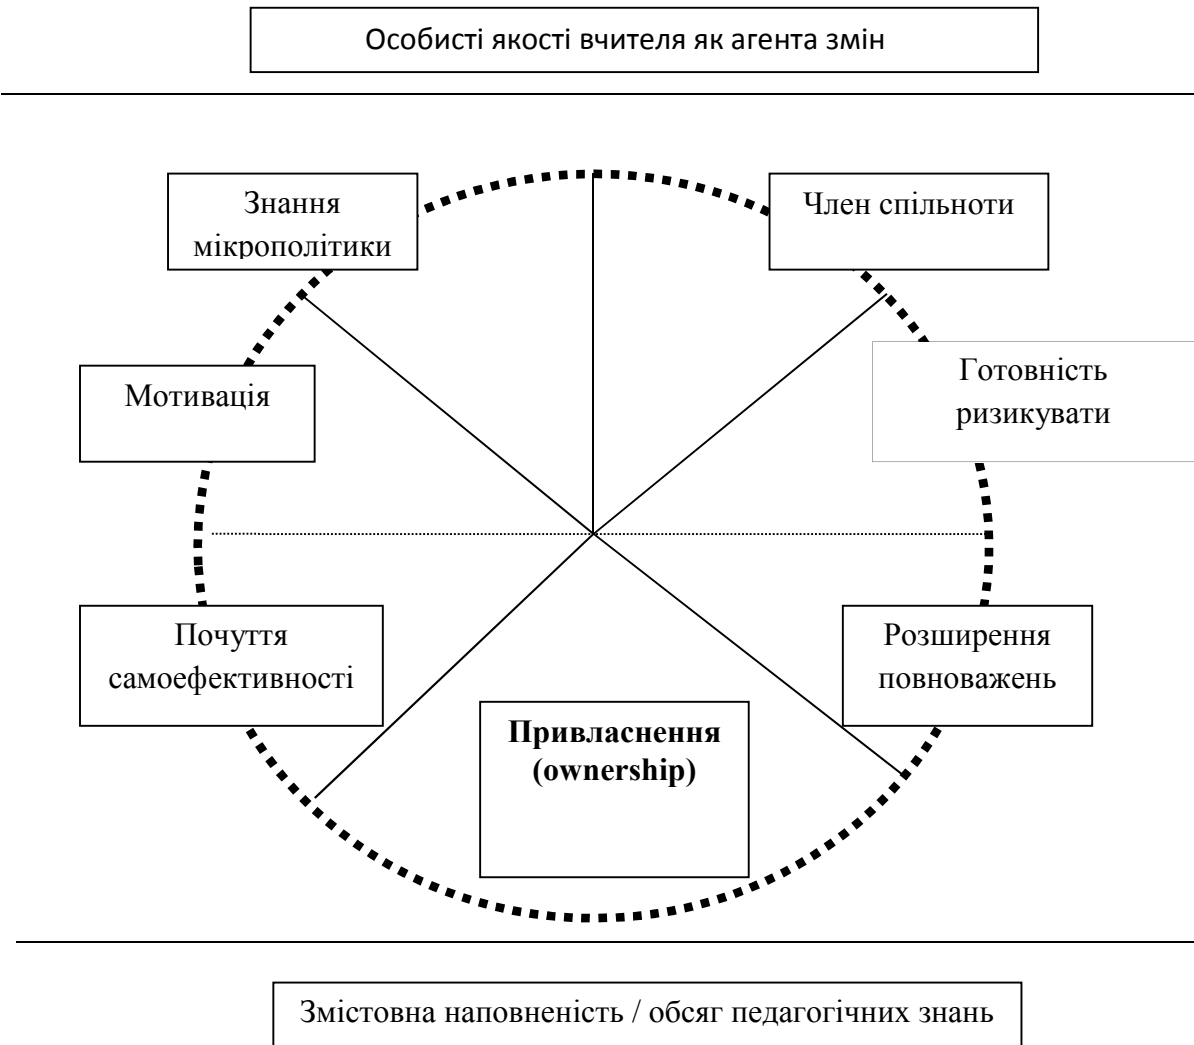 Особисті якості вчителя як агента змін
Знання
мікрополітики
Член спільноти
Мотивація
Готовність
ризикувати
Почуття
самоефективності
Розширення
повноважень
Привласнення
(ownership)
Змістовна наповненість / обсяг педагогічних знань